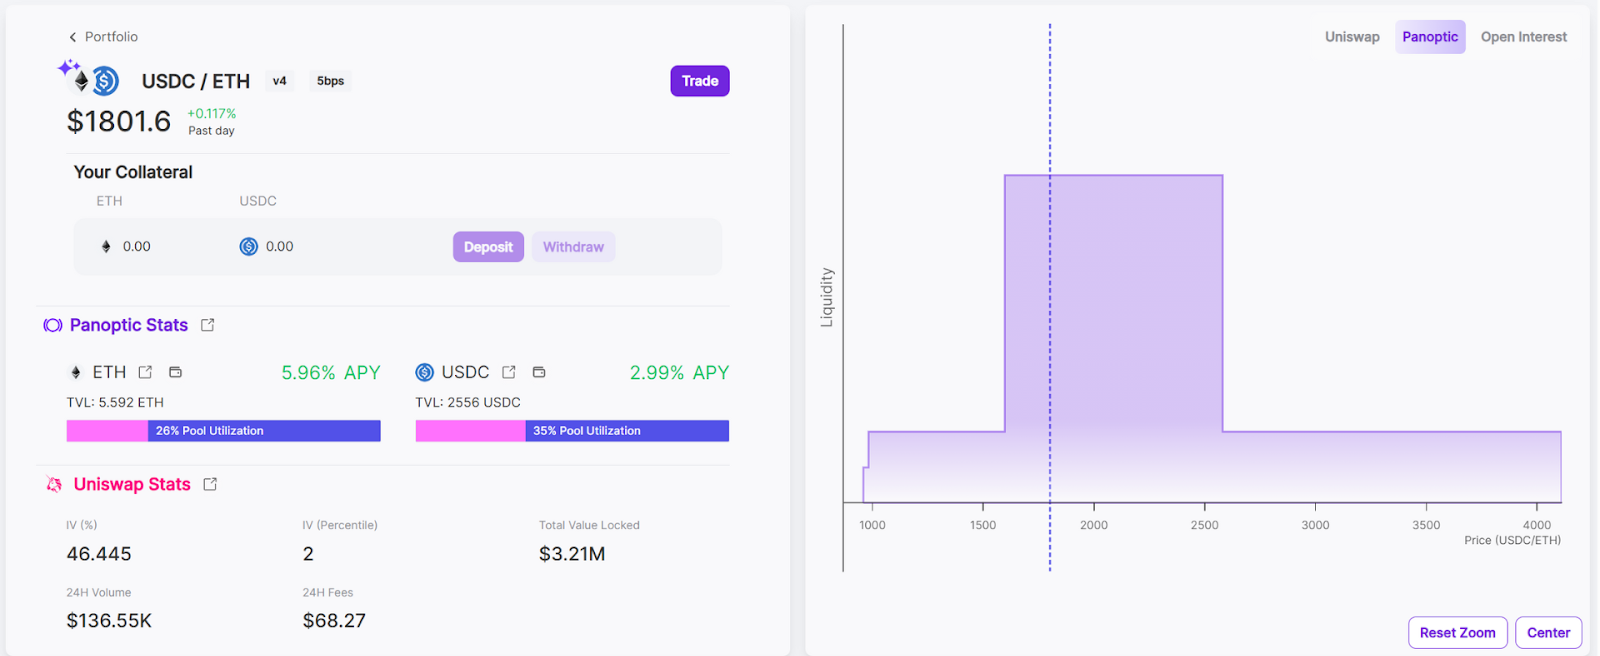 Portfolio
USDC / ETH v4 5bps
Trade
$1801.6 +0.117%
Past day
Your Collateral
ETH USDC
0.00 0.00 Deposit Withdraw
Panoptic Stats
ETH 5.96% APY
TVL: 5.592 ETH
26% Pool Utilization
USDC 2.99% APY
TVL: 2556 USDC
35% Pool Utilization
Uniswap Stats
IV (%) IV (Percentile) Total Value Locked
46.445 2 $3.21M
24H Volume 24H Fees
$136.55K $68.27
Uniswap Panoptic Open Interest
Liquidity
1000 1500 2000 2500 3000 3500 4000
Price (USDC/ETH)
Reset Zoom Center